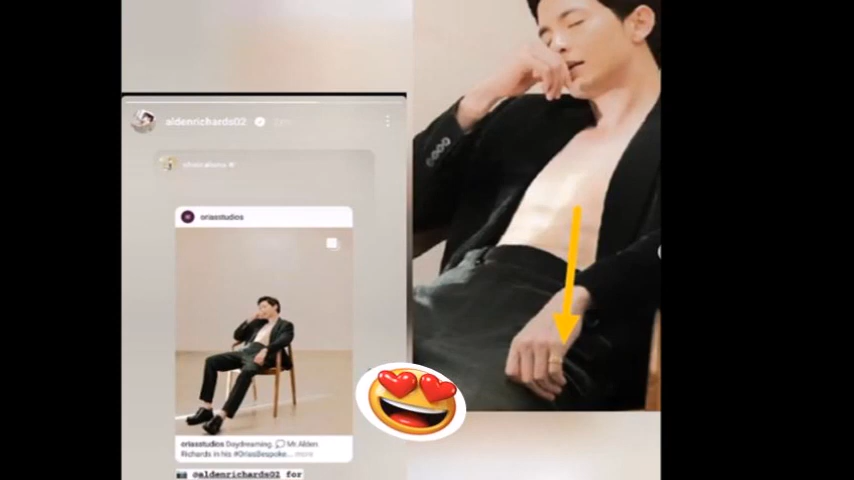 aldenrichards02
oriasstudios
oriasstudios Daydreaming. 💭 Mr. Alden
Richards in his #OriasBespoke... more
📷 @aldenrichards02 for